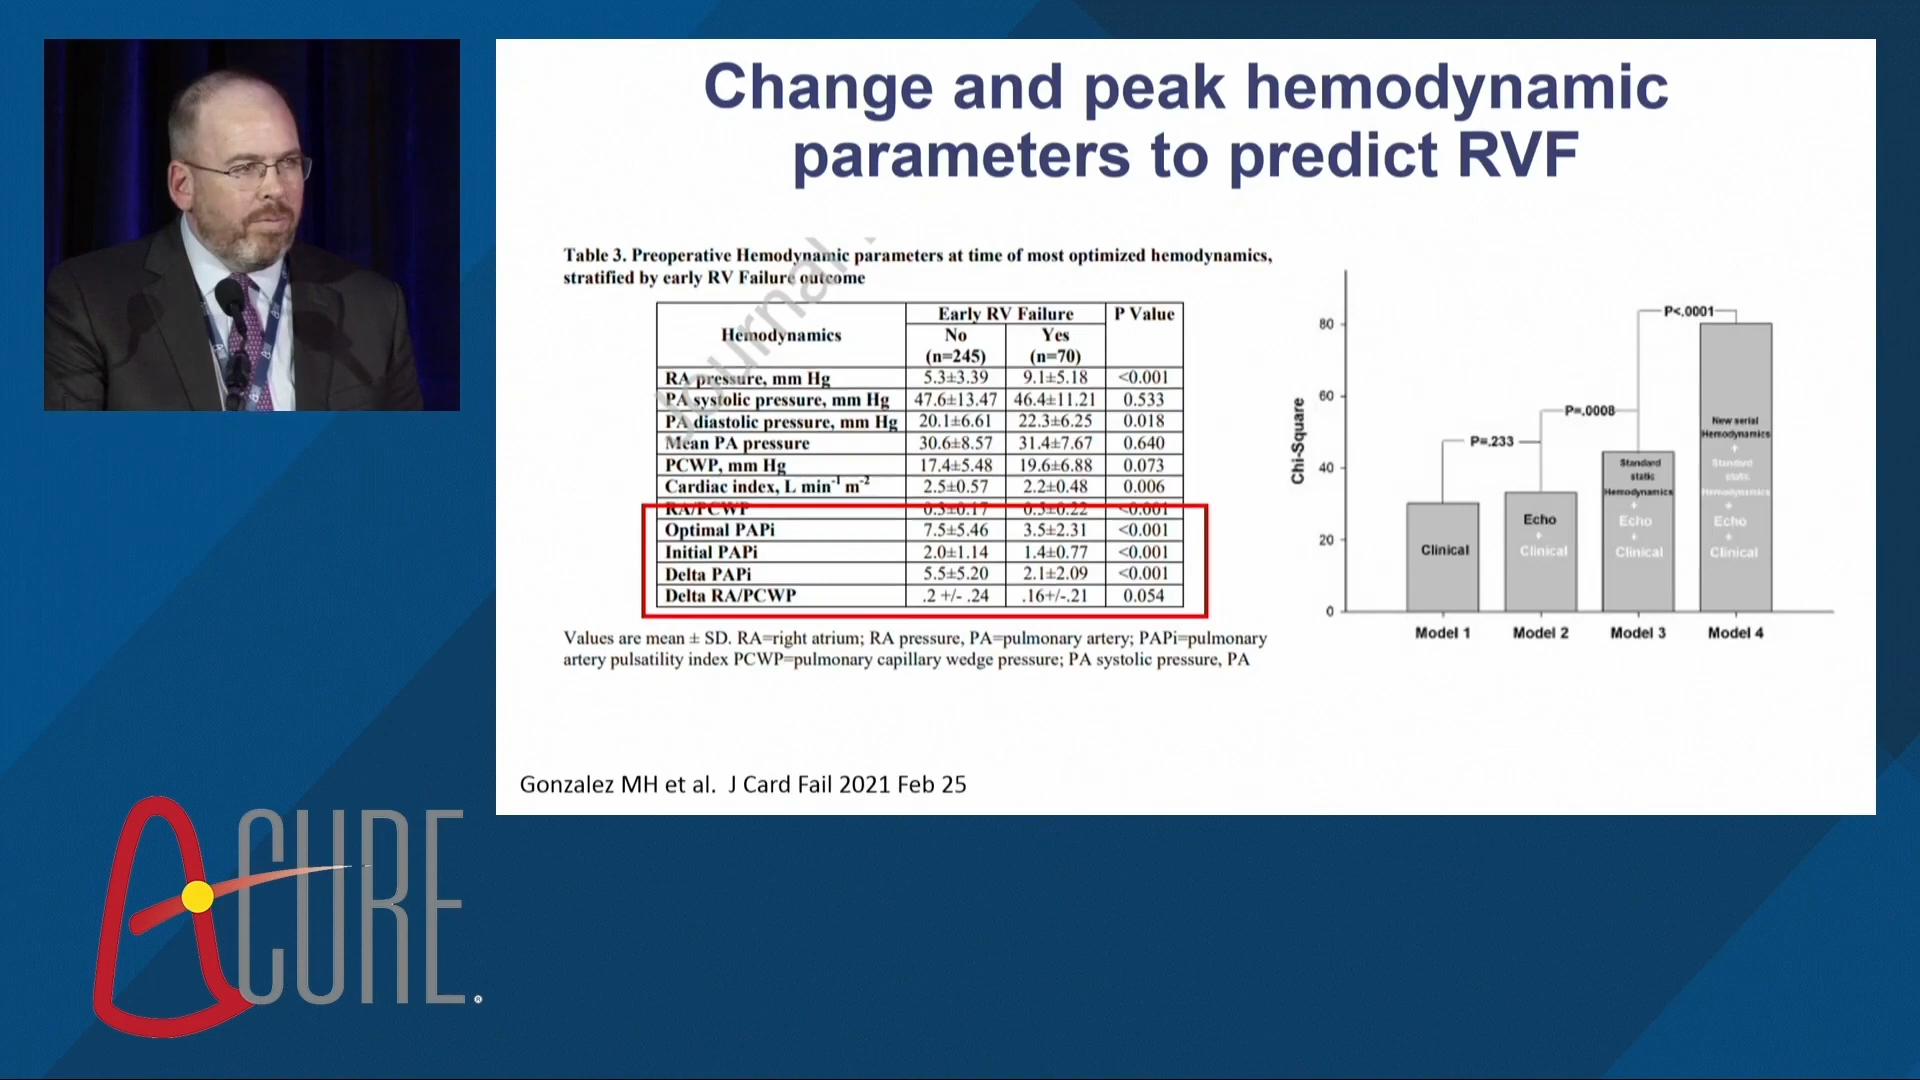 Change and peak hemodynamic
parameters to predict RVF
Table 3. Preoperative Hemodynamic parameters at time of most optimized hemodynamics,
stratified by early RV Failure outcome
Journal
Hemodynamics Early RV Failure P Value
No Yes
(n=245) (n=70)
RA pressure, mm Hg 5.3±3.39 9.1±5.18 <0.001
PA systolic pressure, mm Hg 47.6±13.47 46.4±11.21 0.533
PA diastolic pressure, mm Hg 20.1±6.61 22.3±6.25 0.018
Mean PA pressure 30.6±8.57 31.4±7.67 0.640
PCWP, mm Hg 17.4±5.48 19.6±6.88 0.073
Cardiac index, L min-1 m-2 2.5±0.57 2.2±0.48 0.006
RA/PCWP 0.3±0.17 0.5±0.22 <0.001
Optimal PAPi 7.5±5.46 3.5±2.31 <0.001
Initial PAPi 2.0±1.14 1.4±0.77 <0.001
Delta PAPi 5.5±5.20 2.1±2.09 <0.001
Delta RA/PCWP .2 +/- .24 .16+/-.21 0.054
Values are mean ± SD. RA=right atrium; RA pressure, PA=pulmonary artery; PAPi=pulmonary
artery pulsatility index PCWP=pulmonary capillary wedge pressure; PA systolic pressure, PA
Chi-Square
80
60
40
20
0
P=.233
P=.0008
P<.0001
Clinical
Echo
+
Clinical
Standard
static
Hemodynamics
+
Echo
+
Clinical
New serial
Hemodynamics
+
Standard
static
Hemodynamics
+
Echo
+
Clinical
Model 1 Model 2 Model 3 Model 4
Gonzalez MH et al. J Card Fail 2021 Feb 25
A CURE.®